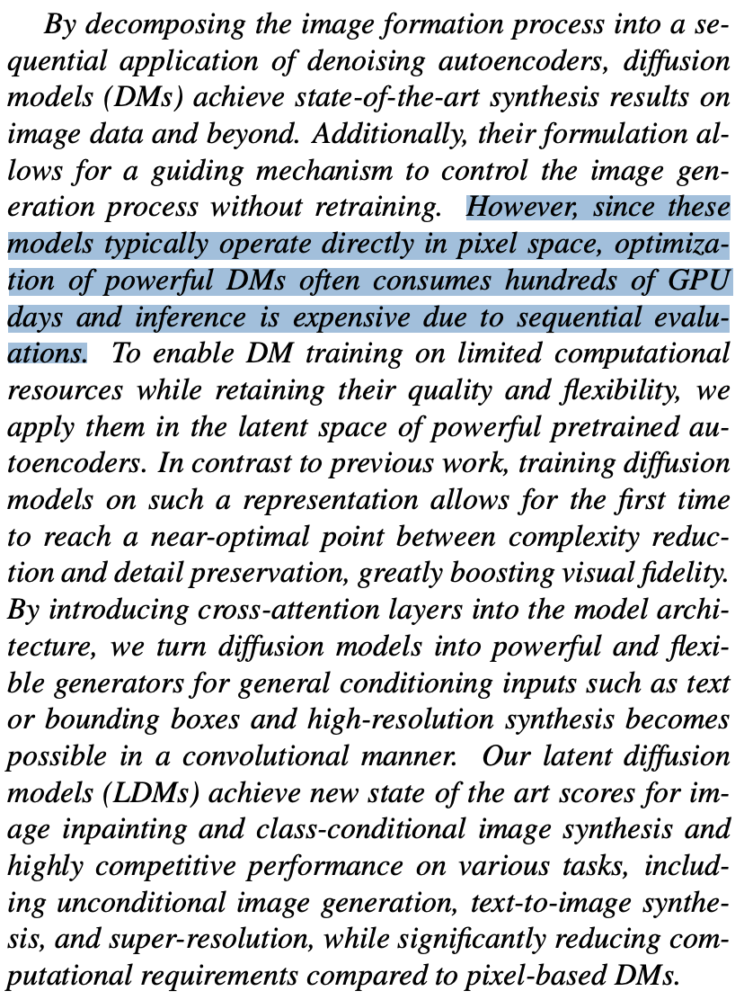 By decomposing the image formation process into a se-
quential application of denoising autoencoders, diffusion
models (DMs) achieve state-of-the-art synthesis results on
image data and beyond. Additionally, their formulation al-
lows for a guiding mechanism to control the image gen-
eration process without retraining. However, since these
models typically operate directly in pixel space, optimiza-
tion of powerful DMs often consumes hundreds of GPU
days and inference is expensive due to sequential evalu-
ations. To enable DM training on limited computational
resources while retaining their quality and flexibility, we
apply them in the latent space of powerful pretrained au-
toencoders. In contrast to previous work, training diffusion
models on such a representation allows for the first time
to reach a near-optimal point between complexity reduc-
tion and detail preservation, greatly boosting visual fidelity.
By introducing cross-attention layers into the model archi-
tecture, we turn diffusion models into powerful and flexi-
ble generators for general conditioning inputs such as text
or bounding boxes and high-resolution synthesis becomes
possible in a convolutional manner. Our latent diffusion
models (LDMs) achieve new state of the art scores for im-
age inpainting and class-conditional image synthesis and
highly competitive performance on various tasks, includ-
ing unconditional image generation, text-to-image synthe-
sis, and super-resolution, while significantly reducing com-
putational requirements compared to pixel-based DMs.